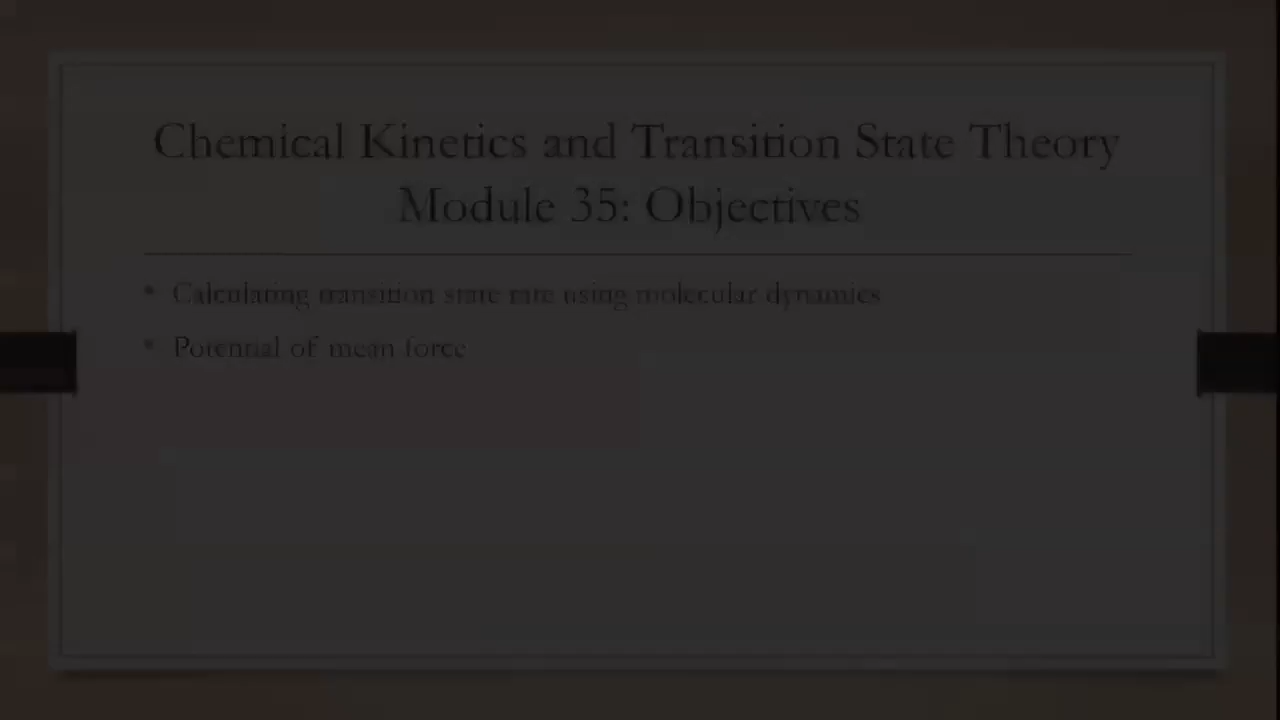 Chemical Kinetics and Transition State Theory
Module 35: Objectives
• Calculating transition state rate using molecular dynamics
• Potential of mean force